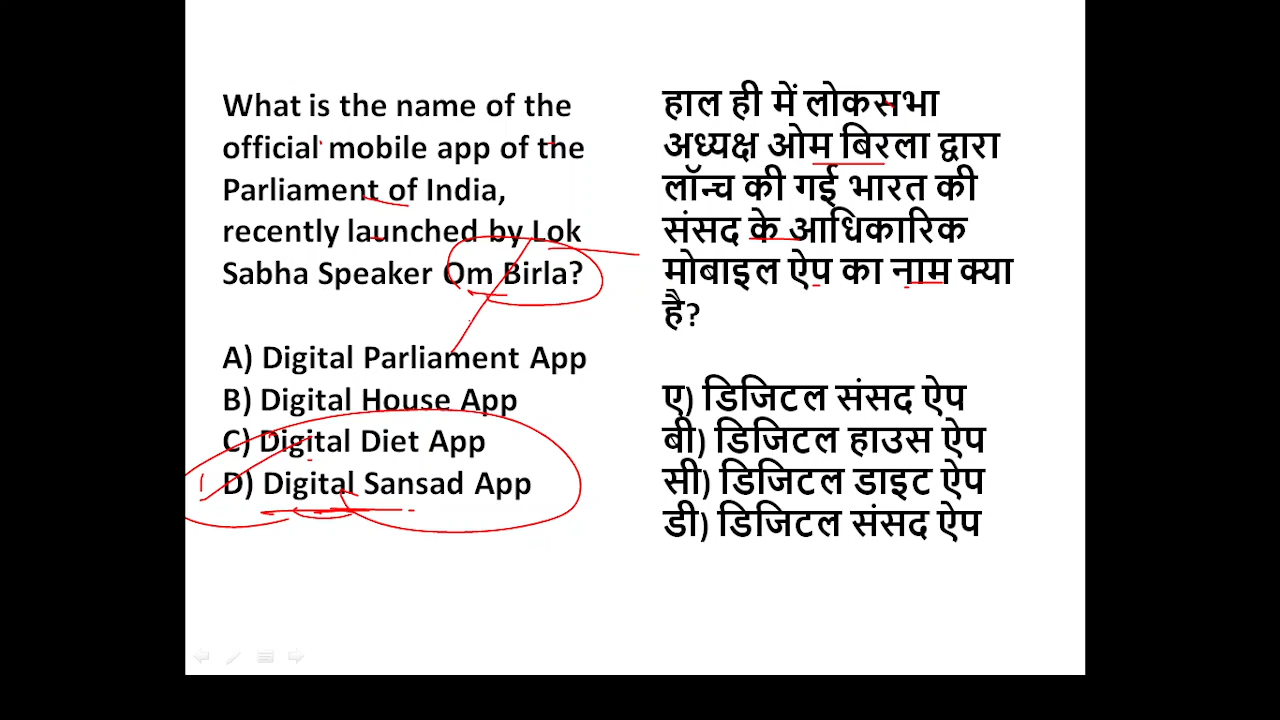 What is the name of the
official mobile app of the
Parliament of India,
recently launched by Lok
Sabha Speaker Om Birla?
A) Digital Parliament App
B) Digital House App
C) Digital Diet App
D) Digital Sansad App
हाल ही में लोकसभा
अध्यक्ष ओम बिरला द्वारा
लॉन्च की गई भारत की
संसद के आधिकारिक
मोबाइल ऐप का नाम क्या
है?
ए) डिजिटल संसद ऐप
बी) डिजिटल हाउस ऐप
सी) डिजिटल डाइट ऐप
डी) डिजिटल संसद ऐप